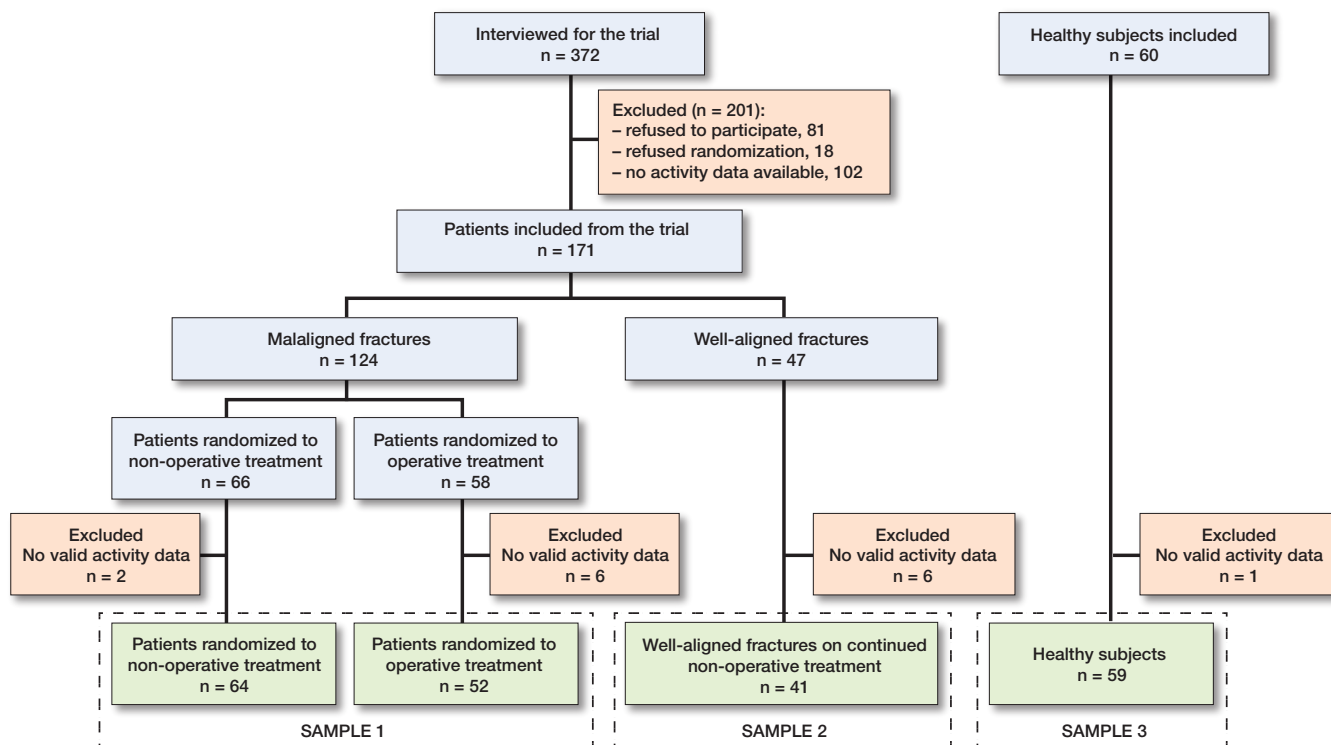 Interviewed for the trial
n = 372
Healthy subjects included
n = 60
Excluded (n = 201):
– refused to participate, 81
– refused randomization, 18
– no activity data available, 102
Patients included from the trial
n = 171
Malaligned fractures
n = 124
Well-aligned fractures
n = 47
Patients randomized to
non-operative treatment
n = 66
Patients randomized to
operative treatment
n = 58
Excluded
No valid activity data
n = 2
Excluded
No valid activity data
n = 6
Excluded
No valid activity data
n = 6
Excluded
No valid activity data
n = 1
Patients randomized to
non-operative treatment
n = 64
Patients randomized to
operative treatment
n = 52
Well-aligned fractures on continued
non-operative treatment
n = 41
Healthy subjects
n = 59
SAMPLE 1
SAMPLE 2
SAMPLE 3